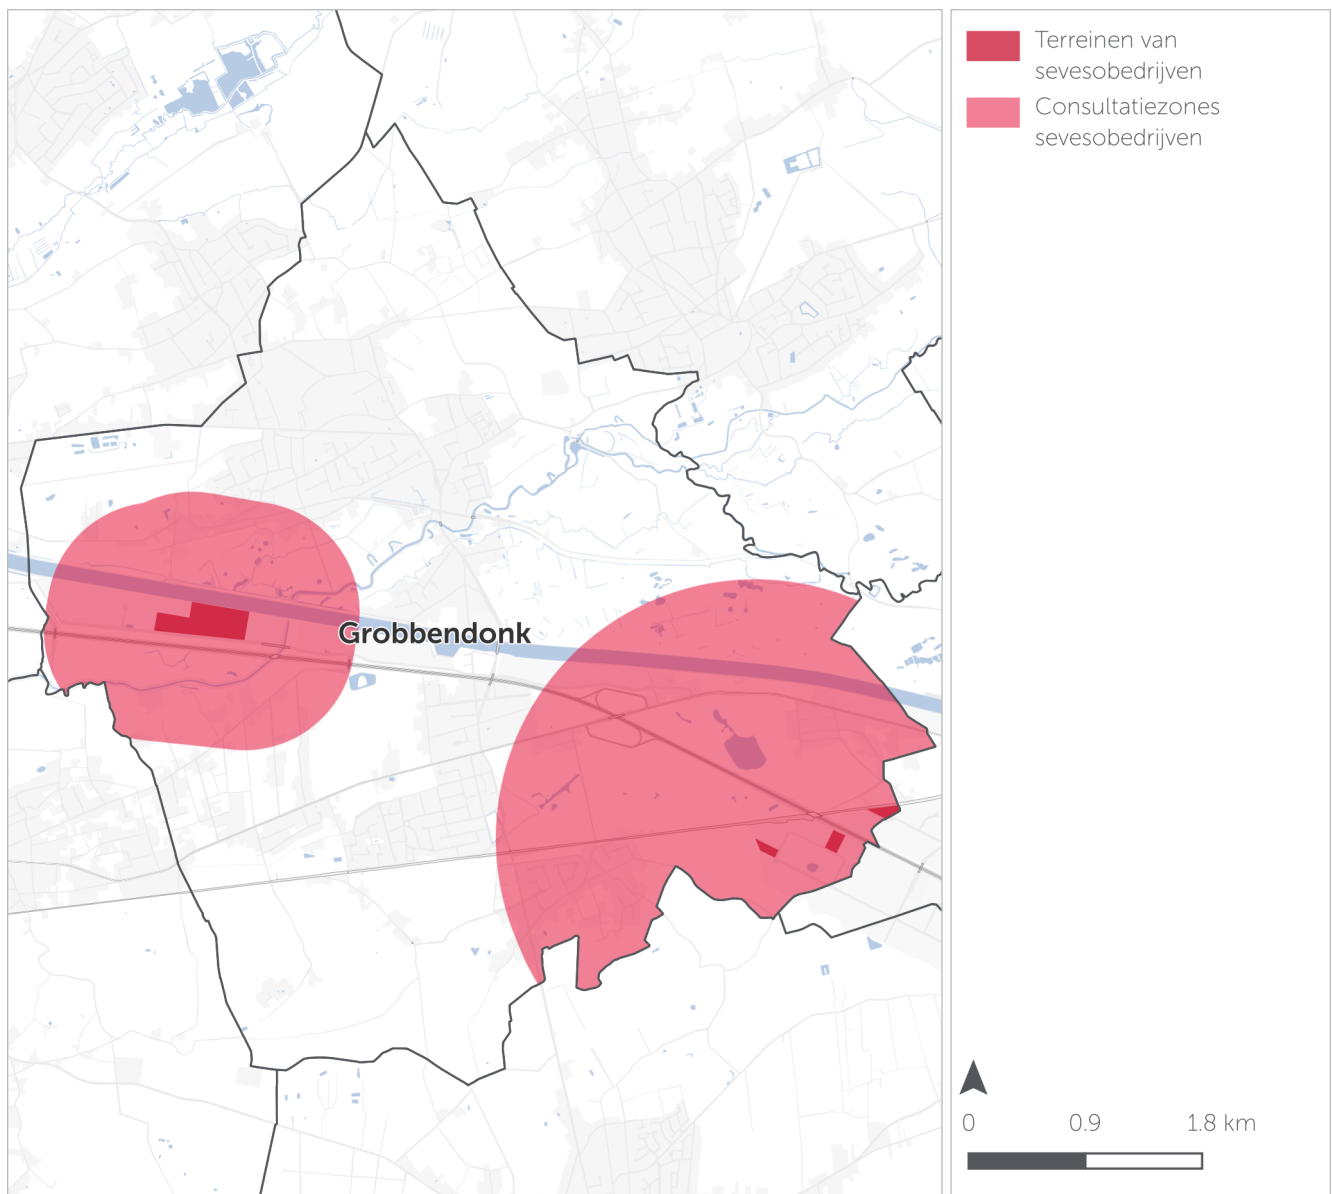 Terreinen van
sevesobedrijven
Consultatiezones
sevesobedrijven
Grobbendonk
0 0.9 1.8 km